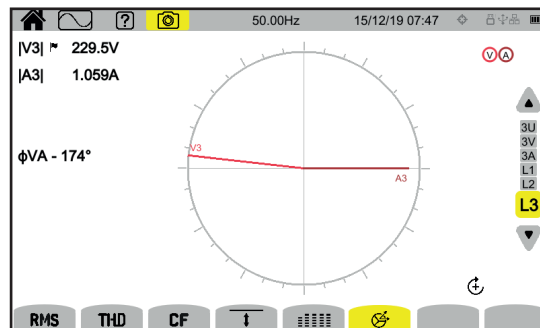 ? 50.00Hz 15/12/19 07:47
|V3| 229.5V
|A3| 1.059A
V A
V3
A3
ϕVA - 174°
3U
3V
3A
L1
L2
L3
RMS THD CF